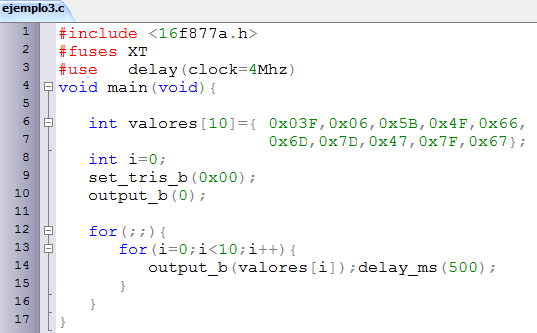 ejemplo3.c
1 #include <16f877a.h>
2 #fuses XT
3 #use   delay(clock=4Mhz)
4 void main(void){
5
6    int valores[10]={ 0x03F,0x06,0x5B,0x4F,0x66,
7                      0x6D,0x7D,0x47,0x7F,0x67};
8    int i=0;
9    set_tris_b(0x00);
10    output_b(0);
11
12    for(;;){
13       for(i=0;i<10;i++){
14          output_b(valores[i]);delay_ms(500);
15       }
16    }
17 }